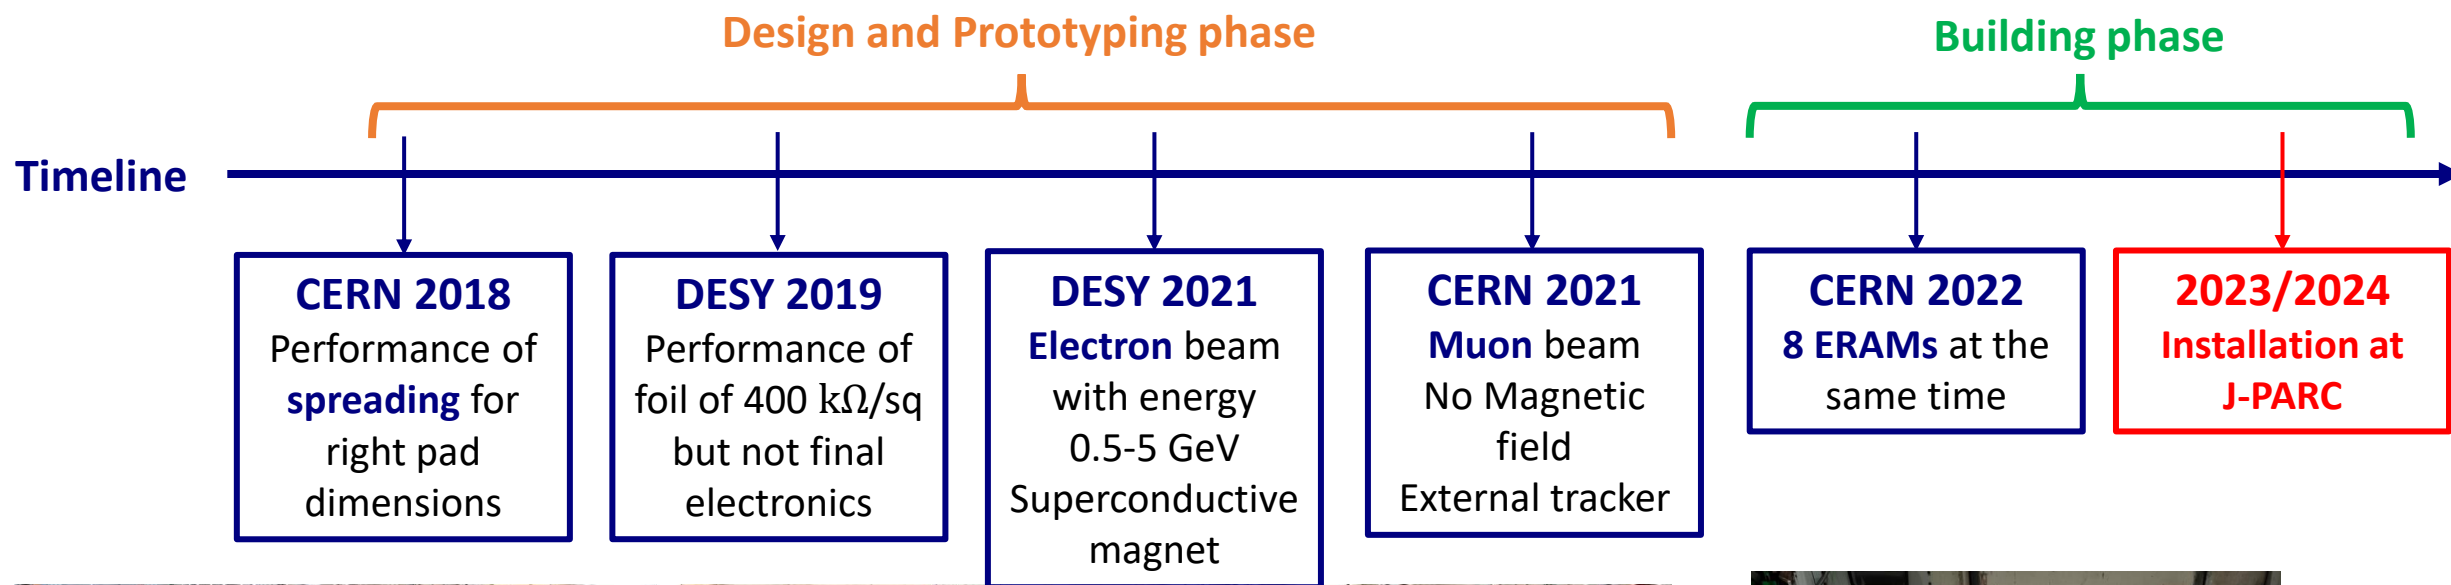 Design and Prototyping phase
Building phase
Timeline
CERN 2018
Performance of
spreading for
right pad
dimensions
DESY 2019
Performance of
foil of 400 kΩ/sq
but not final
electronics
DESY 2021
Electron beam
with energy
0.5-5 GeV
Superconductive
magnet
CERN 2021
Muon beam
No Magnetic
field
External tracker
CERN 2022
8 ERAMs at the
same time
2023/2024
Installation at
J-PARC